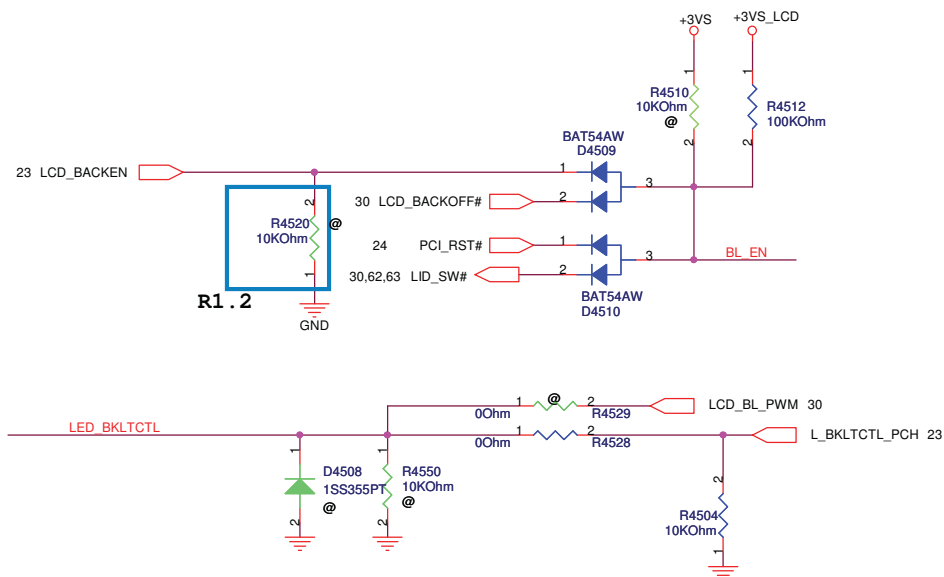 +3VS
+3VS_LCD
1
1
R4510
10KOhm
@
R4512
100KOhm
2
2
BAT54AW
D4509
23 LCD_BACKEN
1
3
30 LCD_BACKOFF#
2
2
R4520
@
10KOhm
1
24 PCI_RST#
1
3
BL_EN
30,62,63 LID_SW#
2
BAT54AW
D4510
R1.2
GND
1
@
2
LCD_BL_PWM 30
0Ohm
R4529
LED_BKLTCTL
1
2
L_BKLTCTL_PCH 23
0Ohm
R4528
1
1
D4508
1SS355PT
@
R4550
10KOhm
@
2
2
2
R4504
10KOhm
1